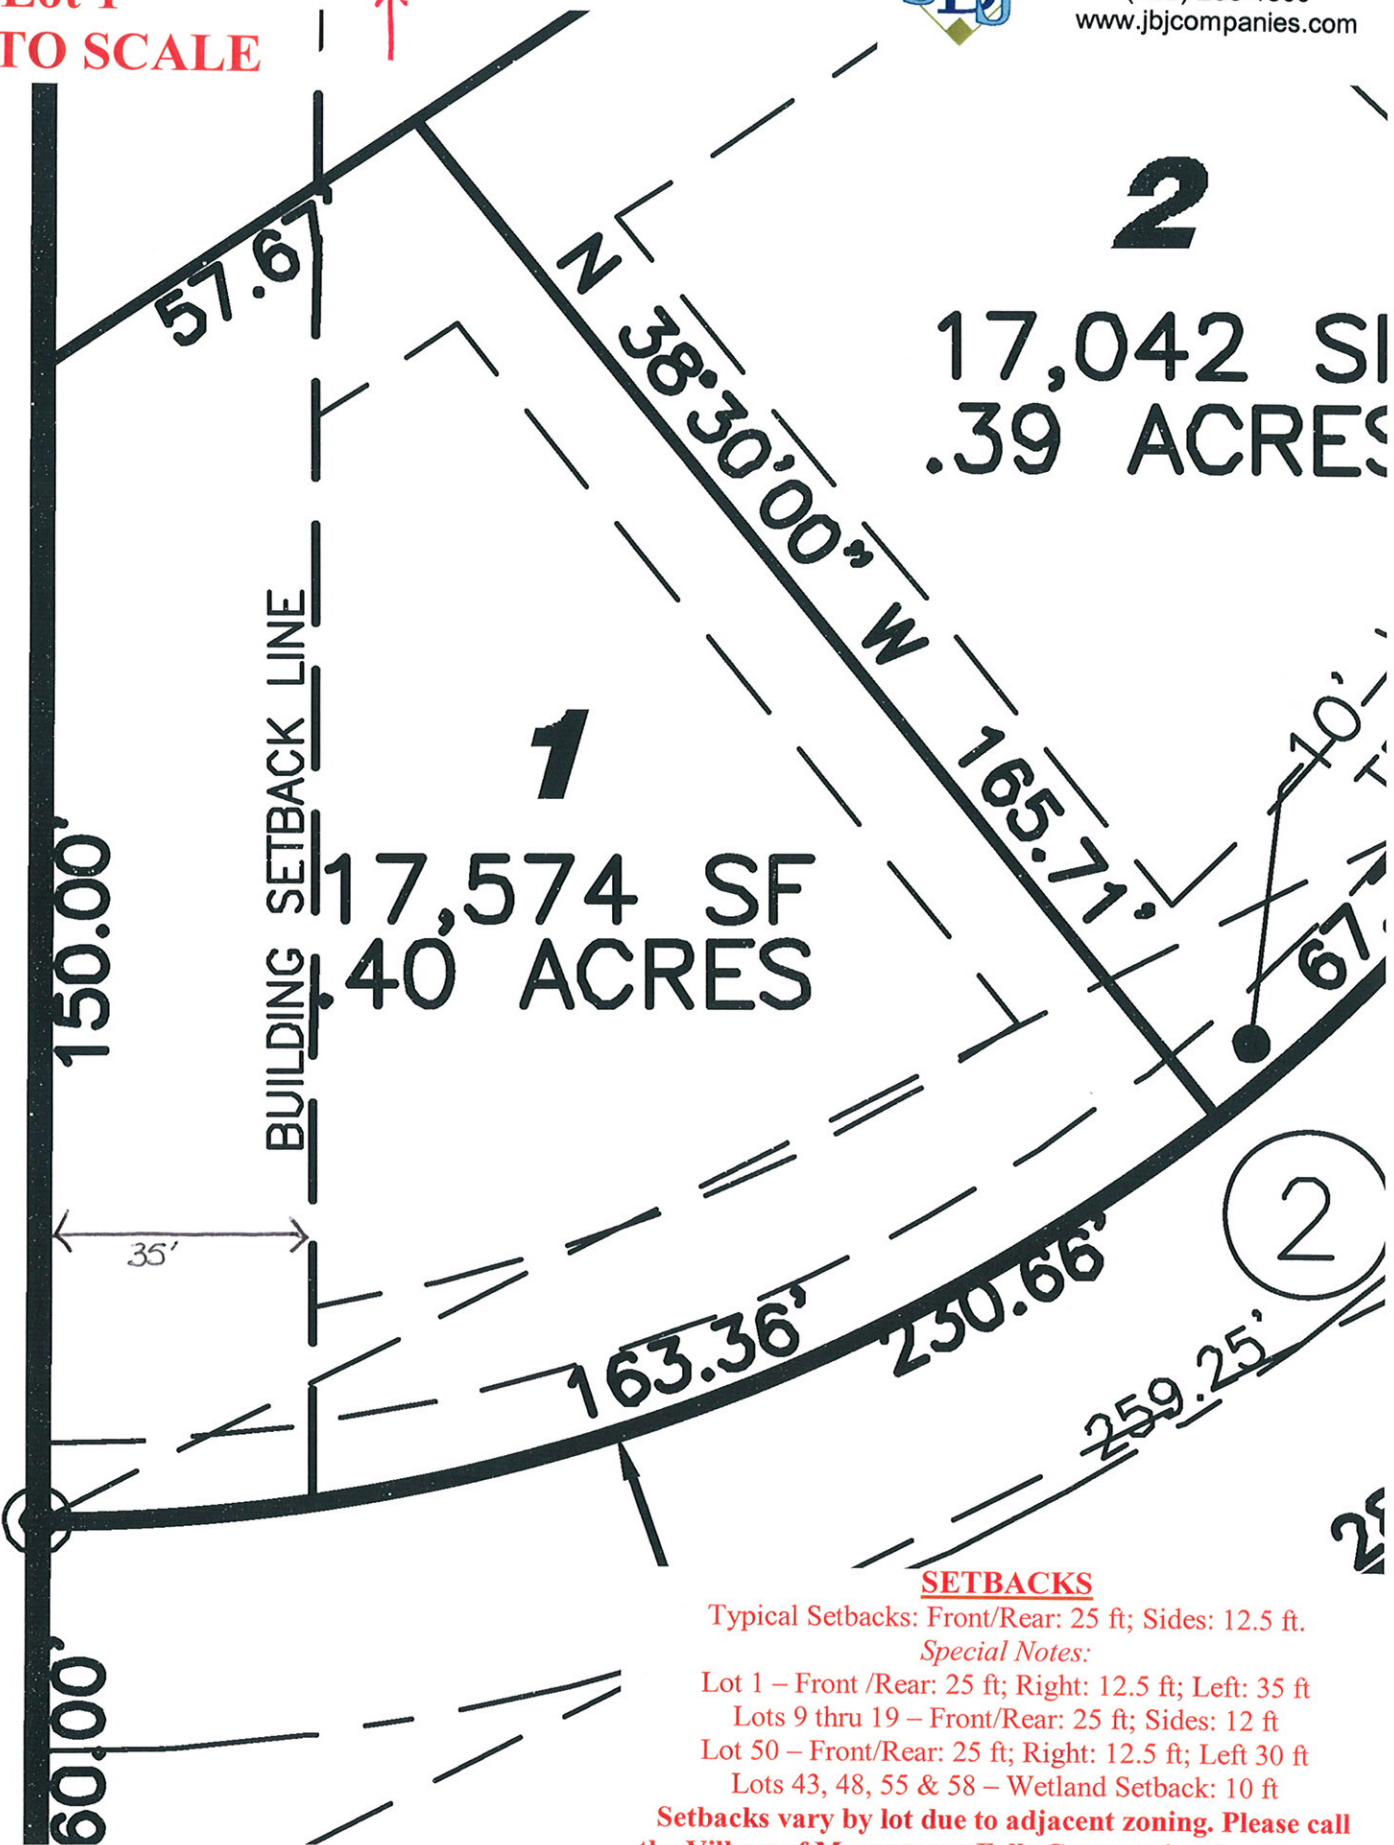 Lot 1
TO SCALE
www.jbjcompanies.com
57.67'
N 38°30'00" W 165.71'
2
17,042
.39 ACRES
BUILDING SETBACK LINE
150.00'
1
17,574 SF
.40 ACRES
10'
67.
35'
163.36'
230.66'
2
259.25'
60.00'
SETBACKS
Typical Setbacks: Front/Rear: 25 ft; Sides: 12.5 ft.
Special Notes:
Lot 1 – Front /Rear: 25 ft; Right: 12.5 ft; Left: 35 ft
Lots 9 thru 19 – Front/Rear: 25 ft; Sides: 12 ft
Lot 50 – Front/Rear: 25 ft; Right: 12.5 ft; Left 30 ft
Lots 43, 48, 55 & 58 – Wetland Setback: 10 ft
Setbacks vary by lot due to adjacent zoning. Please call